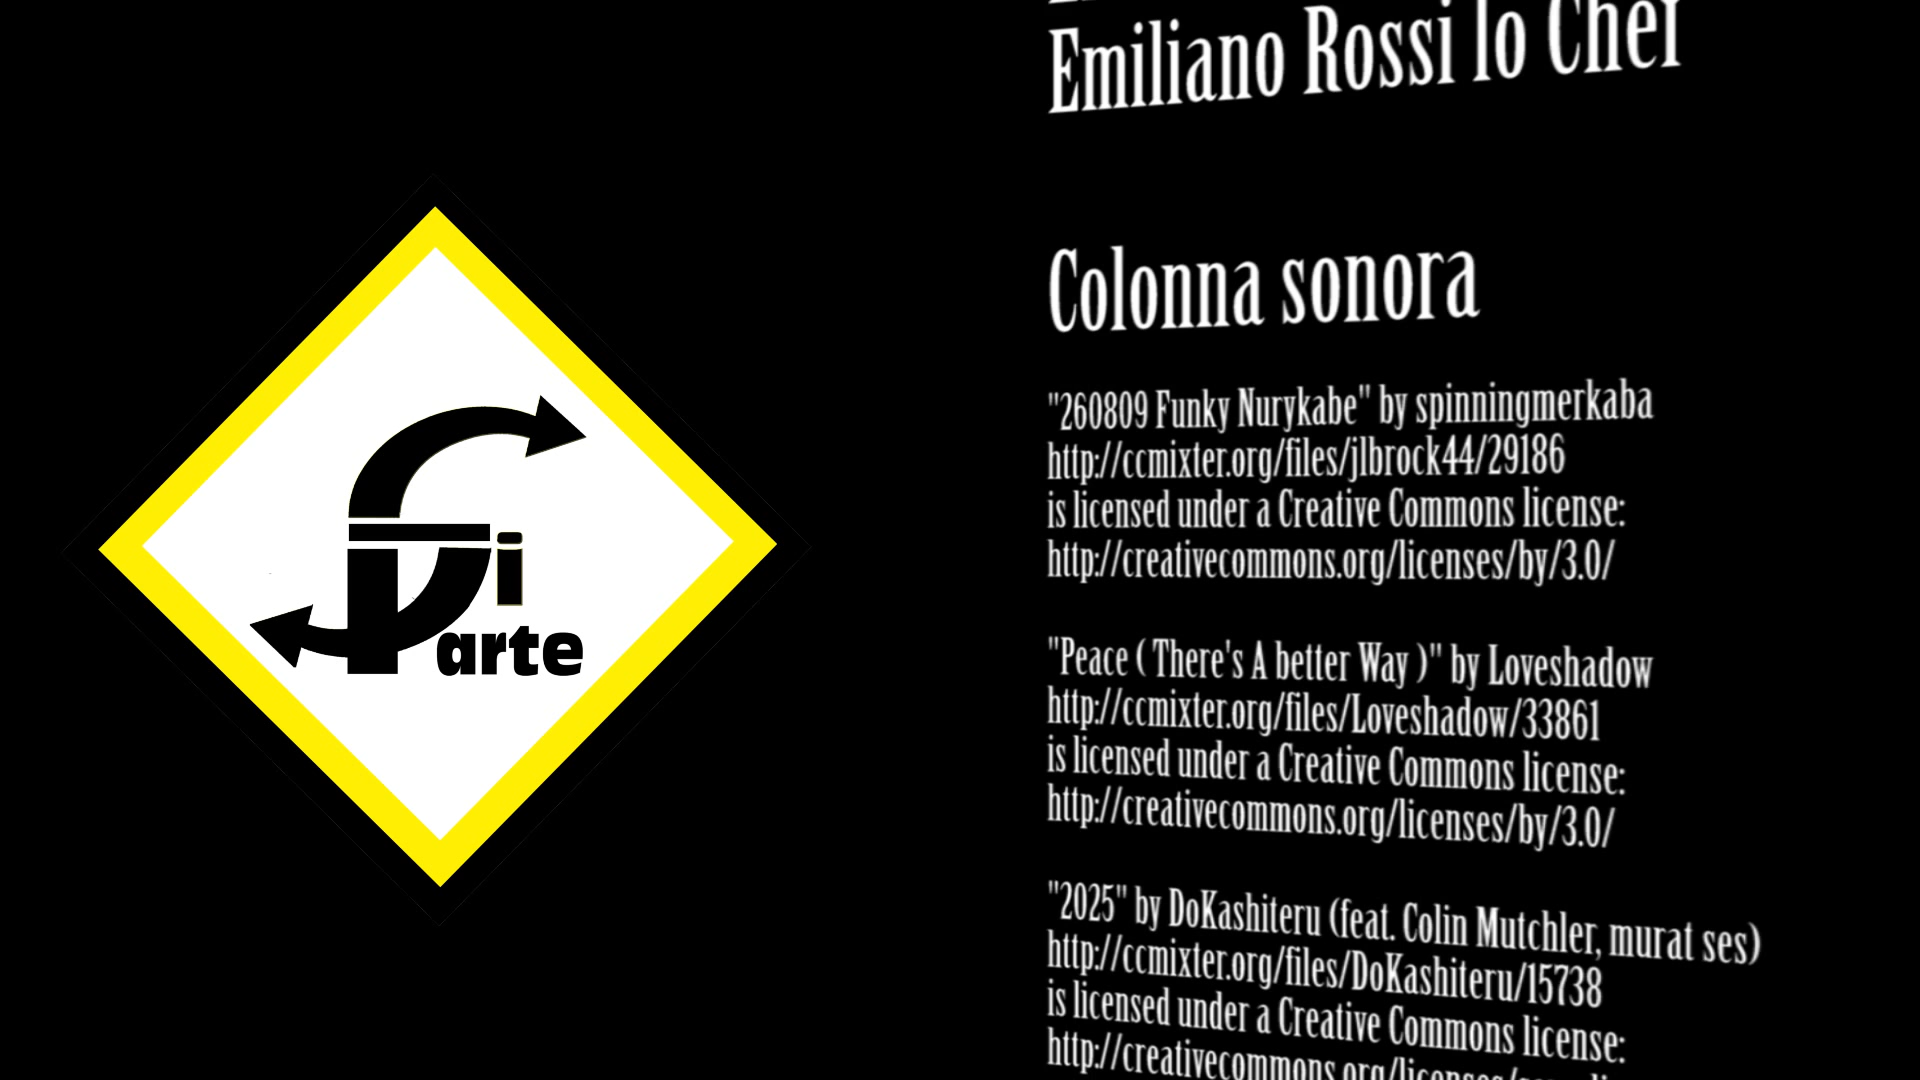 Di
Parte
Emiliano Rossi lo Chef
Colonna sonora
"260809 Funky Nurykabe" by spinningmerkaba
http://ccmixter.org/files/jlbrock44/29186
is licensed under a Creative Commons license:
http://creativecommons.org/licenses/by/3.0/
"Peace ( There's A better Way )" by Loveshadow
http://ccmixter.org/files/Loveshadow/33861
is licensed under a Creative Commons license:
http://creativecommons.org/licenses/by/3.0/
"2025" by DoKashiteru (feat. Colin Mutchler, murat ses)
http://ccmixter.org/files/DoKashiteru/15738
is licensed under a Creative Commons license: